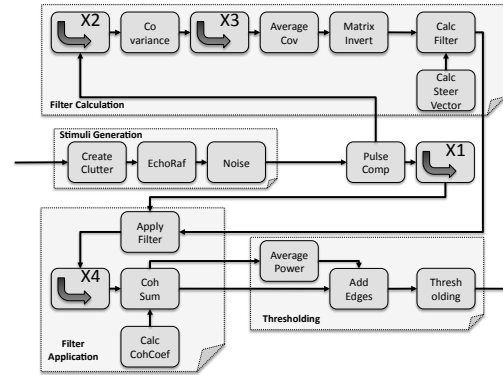 X2
Co
variance
X3
Average
Cov
Matrix
Invert
Calc
Filter
Calc
Steer
Vector
Filter Calculation
Stimuli Generation
Create
Clutter
EchoRaf
Noise
Pulse
Comp
X1
Apply
Filter
X4
Coh
Sum
Calc
CohCoef
Filter
Application
Average
Power
Add
Edges
Thresh
olding
Thresholding